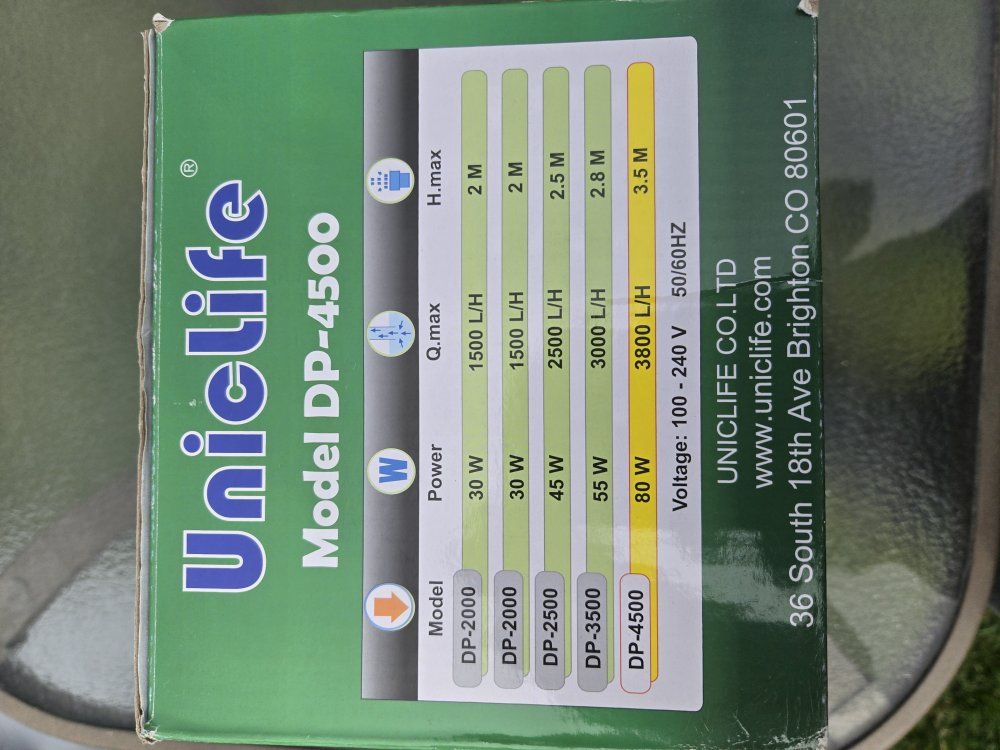 Uniclife®
Model DP-4500
W
Model Power Q.max H.max
DP-2000 30 W 1500 L/H 2 M
DP-2000 30 W 1500 L/H 2 M
DP-2500 45 W 2500 L/H 2.5 M
DP-3500 55 W 3000 L/H 2.8 M
DP-4500 80 W 3800 L/H 3.5 M
Voltage: 100 - 240 V 50/60HZ
UNICLIFE CO.LTD
www.uniclife.com
36 South 18th Ave Brighton CO 80601